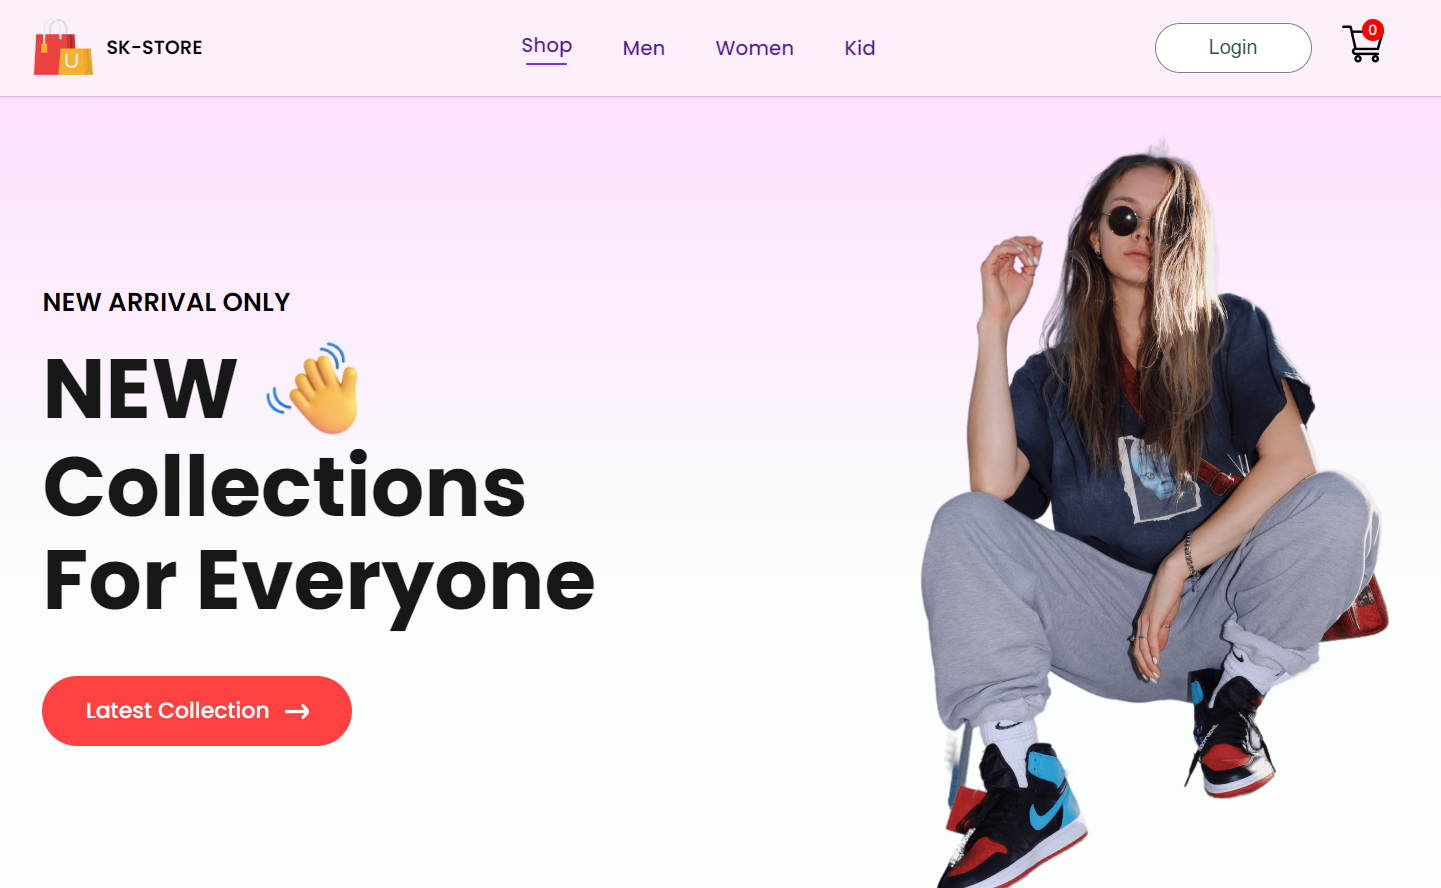 U
SK-STORE
Shop
Men
Women
Kid
Login
0
NEW ARRIVAL ONLY
NEW
Collections
For Everyone
Latest Collection